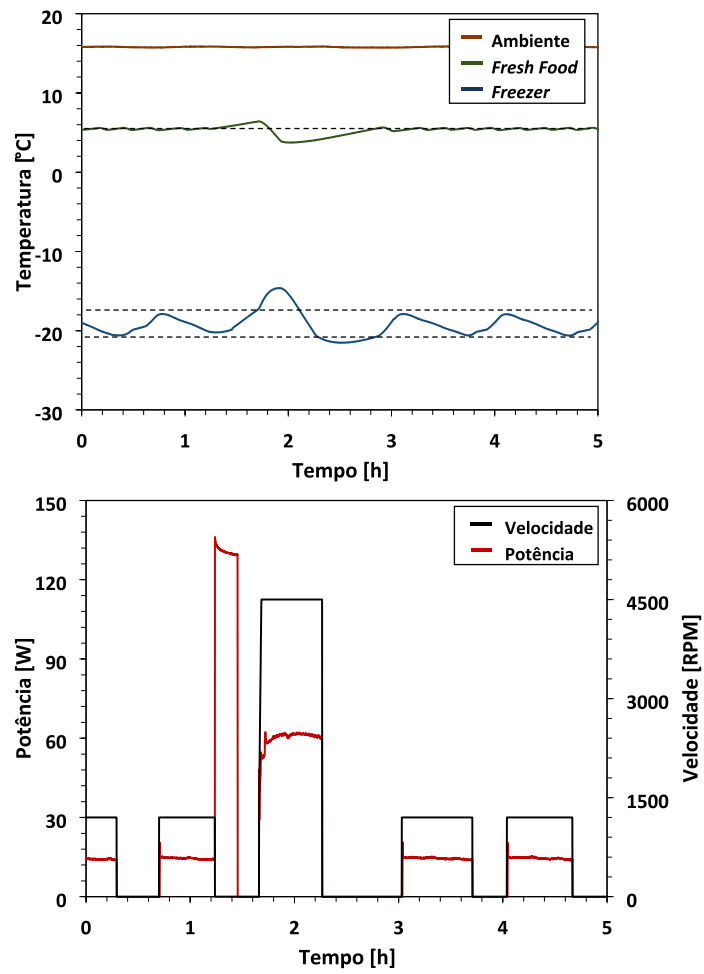 20
10
0
-10
-20
-30
Temperatura [°C]
Ambiente
Fresh Food
Freezer
0 1 2 3 4 5
Tempo [h]
150
120
90
60
30
0
Potência [W]
Velocidade
Potência
6000
4500
3000
1500
0
Velocidade [RPM]
0 1 2 3 4 5
Tempo [h]